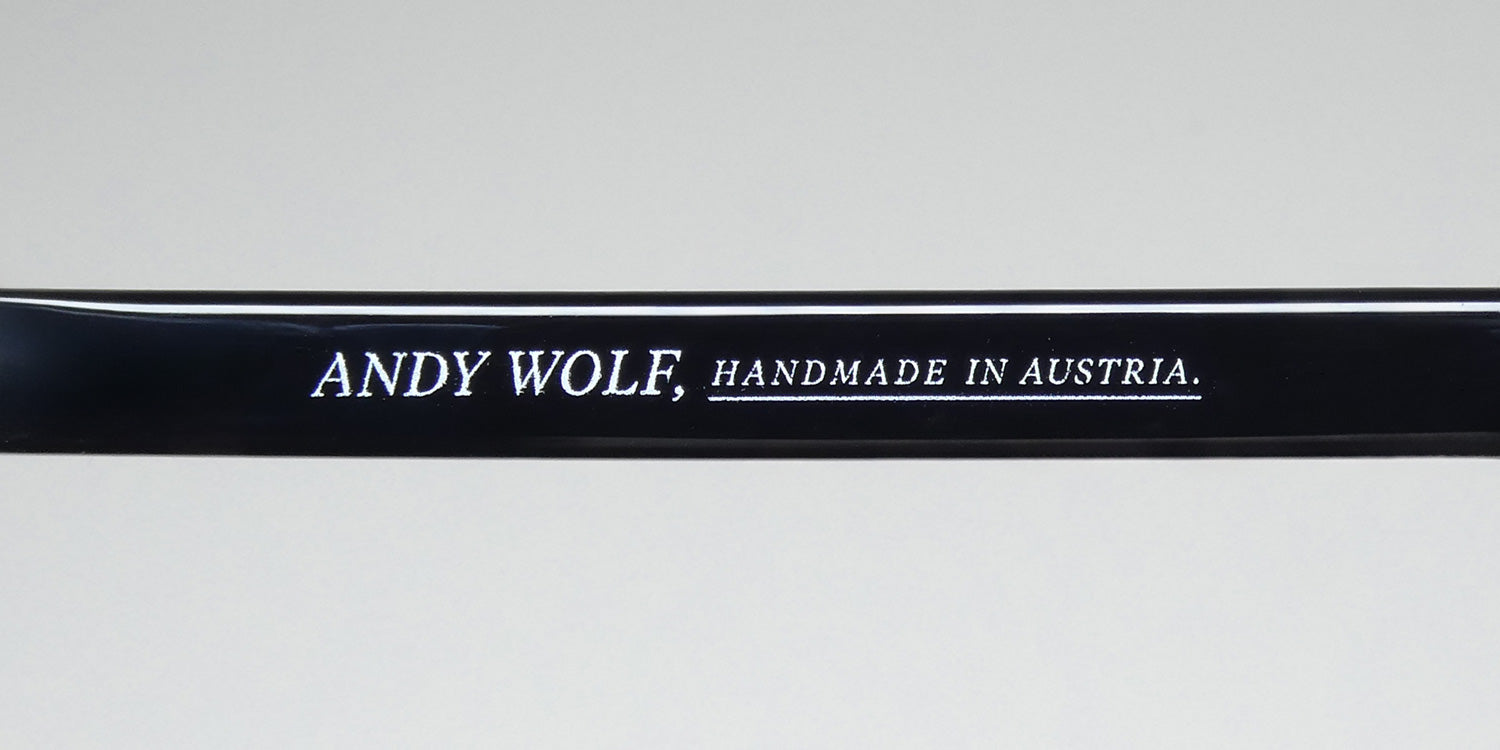 ANDY WOLF, HANDMADE IN AUSTRIA.